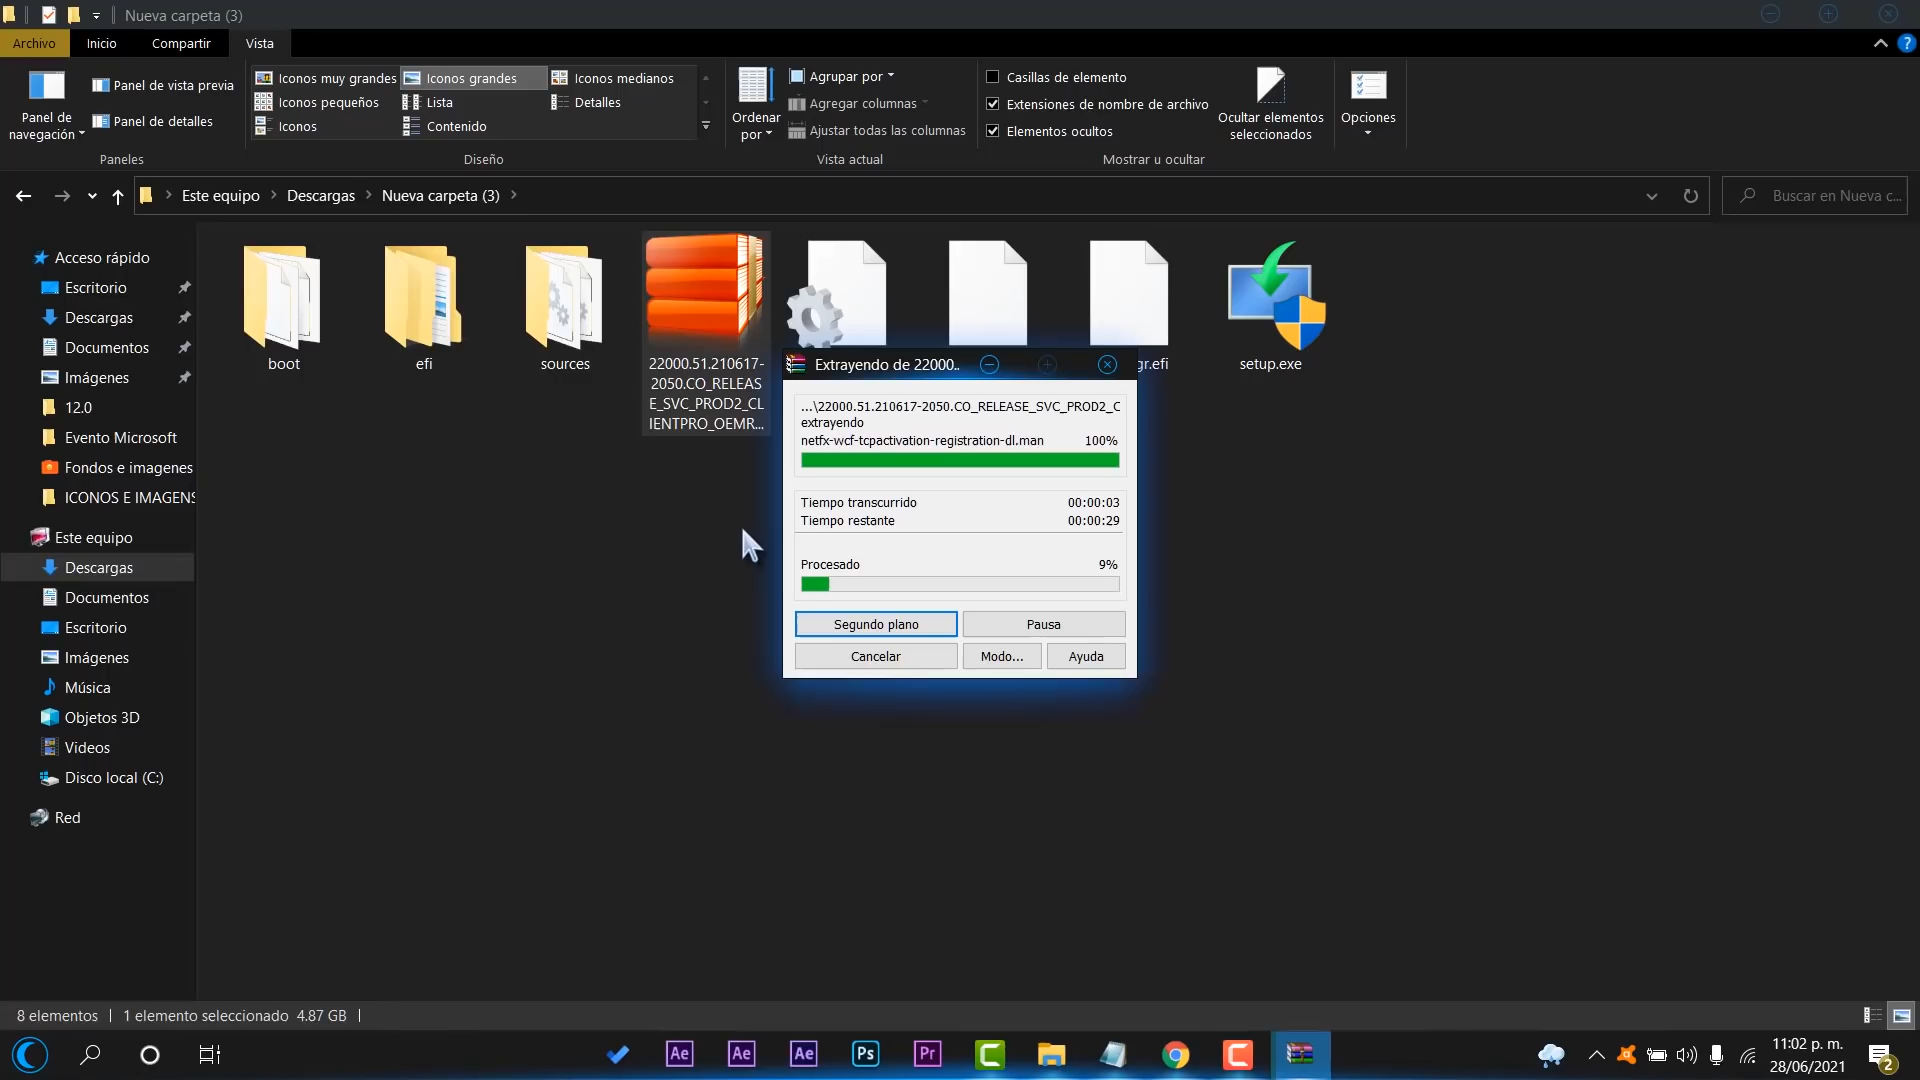 Nueva carpeta (3)
Archivo
Inicio
Compartir
Vista
Panel de
navegación
Panel de vista previa
Panel de detalles
Paneles
Iconos muy grandes
Iconos grandes
Iconos medianos
Iconos pequeños
Lista
Detalles
Iconos
Contenido
Diseño
Ordenar
por
Agrupar por
Agregar columnas
Ajustar todas las columnas
Vista actual
Casillas de elemento
Extensiones de nombre de archivo
Elementos ocultos
Ocultar elementos
seleccionados
Mostrar u ocultar
Opciones
Este equipo
Descargas
Nueva carpeta (3)
Buscar en Nueva c...
Acceso rápido
Escritorio
Descargas
Documentos
Imágenes
12.0
Evento Microsoft
Fondos e imagenes
ICONOS E IMAGENS
Este equipo
Descargas
Documentos
Escritorio
Imágenes
Música
Objetos 3D
Videos
Disco local (C:)
Red
boot
efi
sources
22000.51.210617-
2050.CO_RELEAS
E_SVC_PROD2_CL
IENTPRO_OEMR...
gr.efi
setup.exe
Extrayendo de 22000..
...\22000.51.210617-2050.CO_RELEASE_SVC_PROD2_C
extrayendo
netfx-wcf-tcpactivation-registration-dl.man 100%
Tiempo transcurrido 00:00:03
Tiempo restante 00:00:29
Procesado 9%
Segundo plano
Pausa
Cancelar
Modo...
Ayuda
8 elementos
1 elemento seleccionado 4.87 GB
Ae
Ae
Ae
Ps
Pr
11:02 p. m.
28/06/2021
2